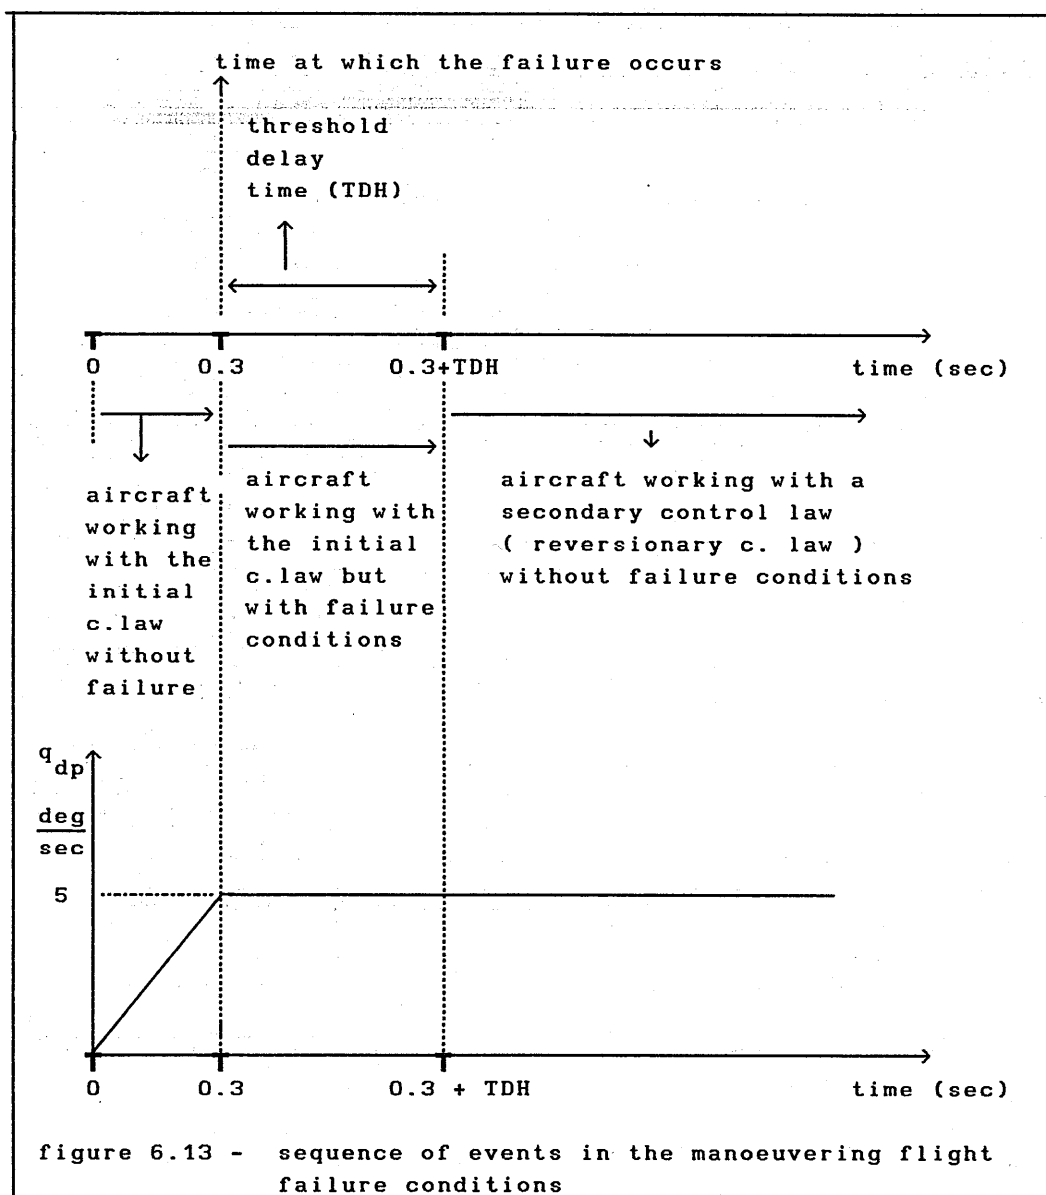 time at which the failure occurs
threshold
delay
time (TDH)
0
0.3
0.3+TDH
time (sec)
aircraft
working
with the
initial
c.law
without
failure
aircraft
working with
the initial
c.law but
with failure
conditions
aircraft working with a
secondary control law
( reversionary c. law )
without failure conditions
q dp
deg
sec
5
0
0.3
0.3 + TDH
time (sec)
figure 6.13 - sequence of events in the manoeuvering flight
failure conditions